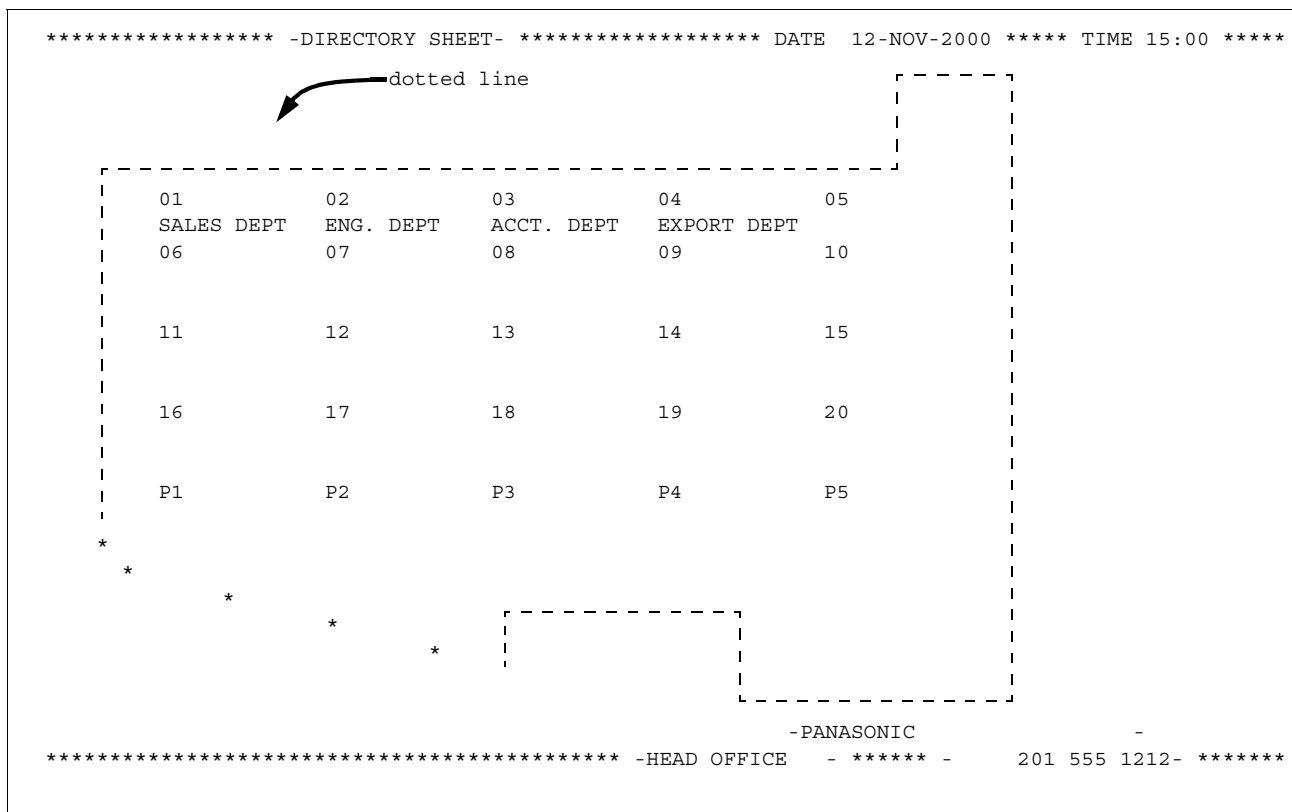 ****************** -DIRECTORY SHEET- ******************* DATE 12-NOV-2000 ***** TIME 15:00 *****
dotted line
01 02 03 04 05
SALES DEPT ENG. DEPT ACCT. DEPT EXPORT DEPT
06 07 08 09 10
11 12 13 14 15
16 17 18 19 20
P1 P2 P3 P4 P5
*
*
*
*
*
-PANASONIC -
********************************************* -HEAD OFFICE - ****** - 201 555 1212- *******